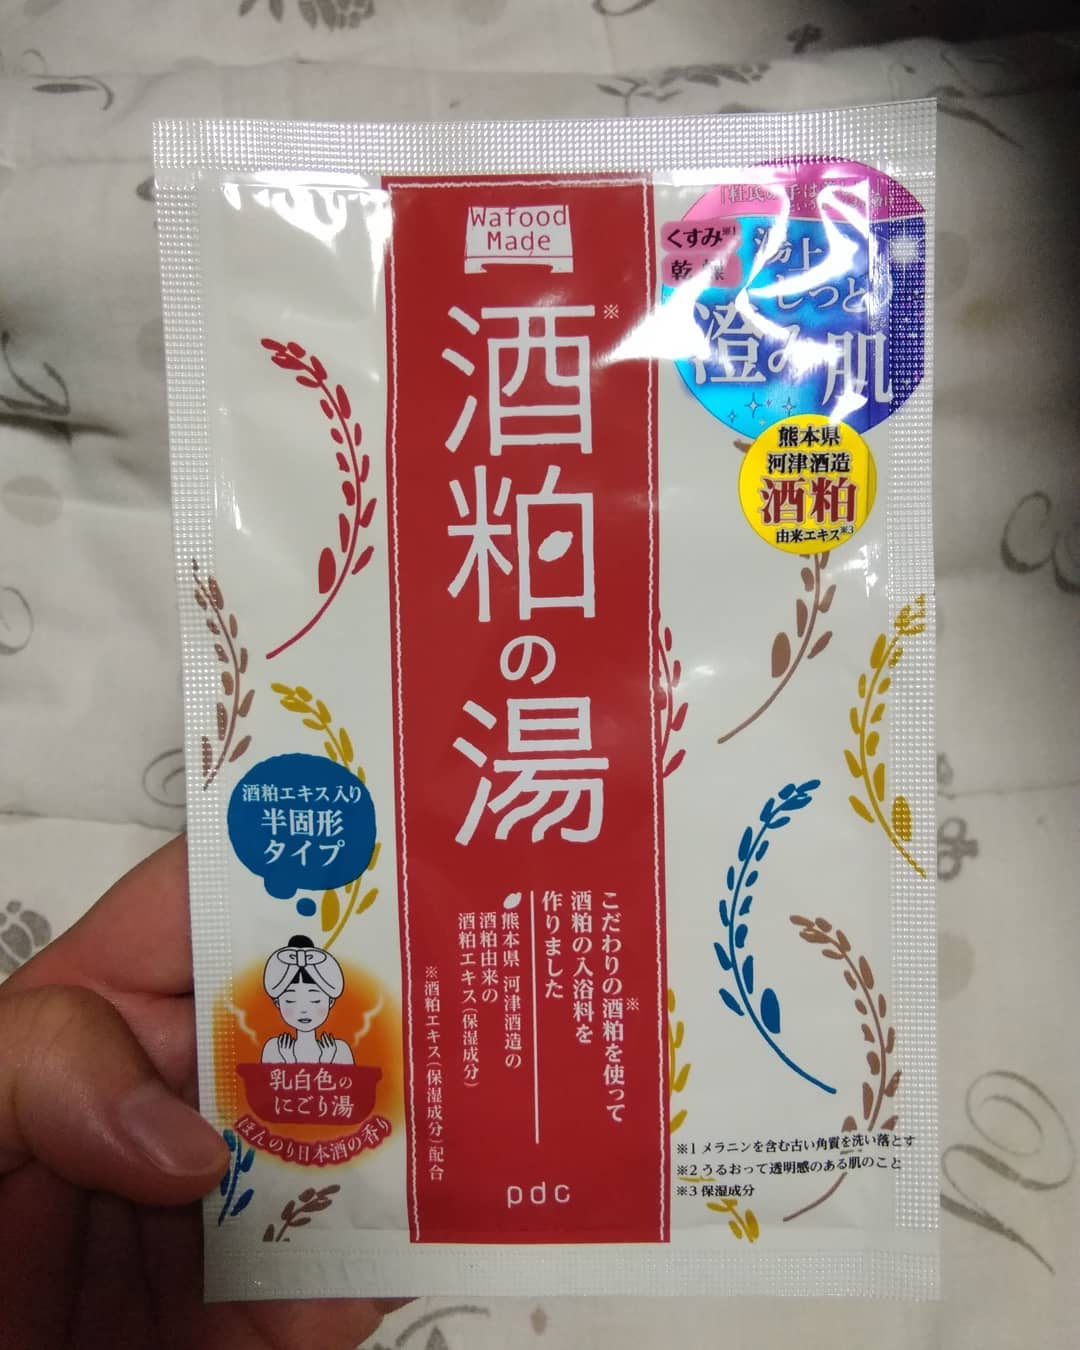 Wafood
Made
酒粕の湯
※
くすみ※1
乾燥
湯上
しっと
澄み肌
熊本県
河津酒造
酒粕
由来エキス※3
酒粕エキス入り
半固形
タイプ
こだわりの酒粕※を使って
酒粕の入浴料を
作りました
熊本県 河津酒造の
酒粕由来の
酒粕エキス(保湿成分)
※酒粕エキス(保湿成分)配合
乳白色の
にごり湯
ほんのり日本酒の香り
pdc
※1 メラニンを含む古い角質を洗い落とす
※2 うるおって透明感のある肌のこと
※3 保湿成分